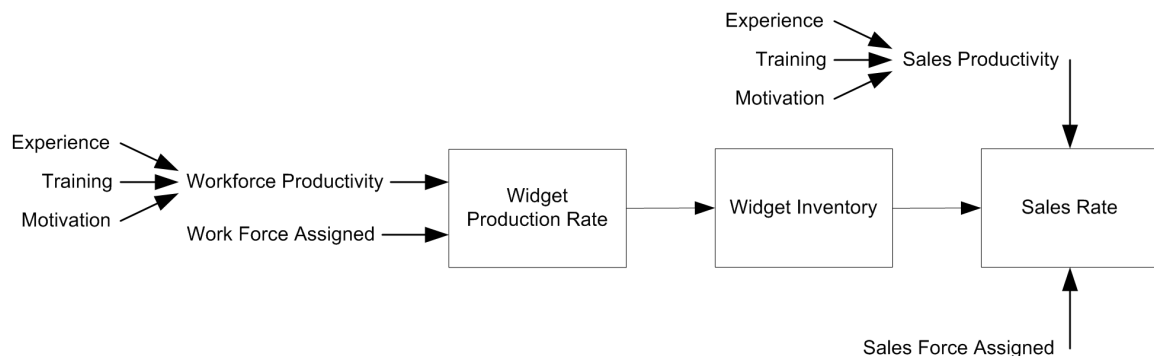 Experience
Training
Motivation
Sales Productivity
Experience
Training
Motivation
Workforce Productivity
Work Force Assigned
Widget
Production Rate
Widget Inventory
Sales Rate
Sales Force Assigned